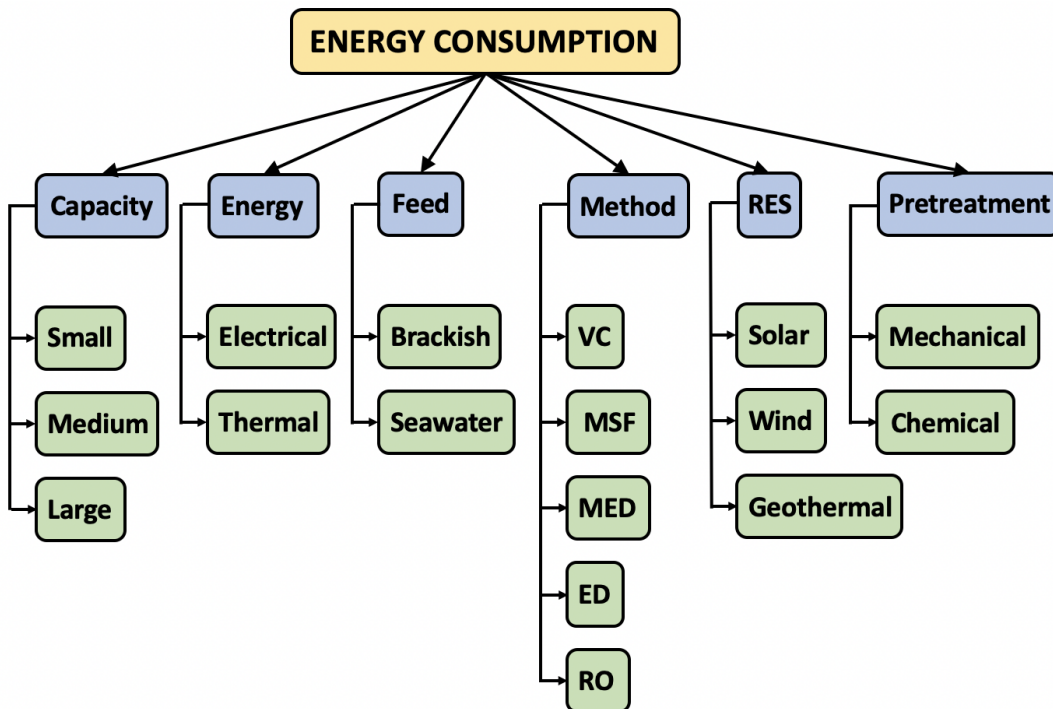 ENERGY CONSUMPTION
Capacity
Energy
Feed
Method
RES
Pretreatment
Small
Medium
Large
Electrical
Thermal
Brackish
Seawater
VC
MSF
MED
ED
RO
Solar
Wind
Geothermal
Mechanical
Chemical